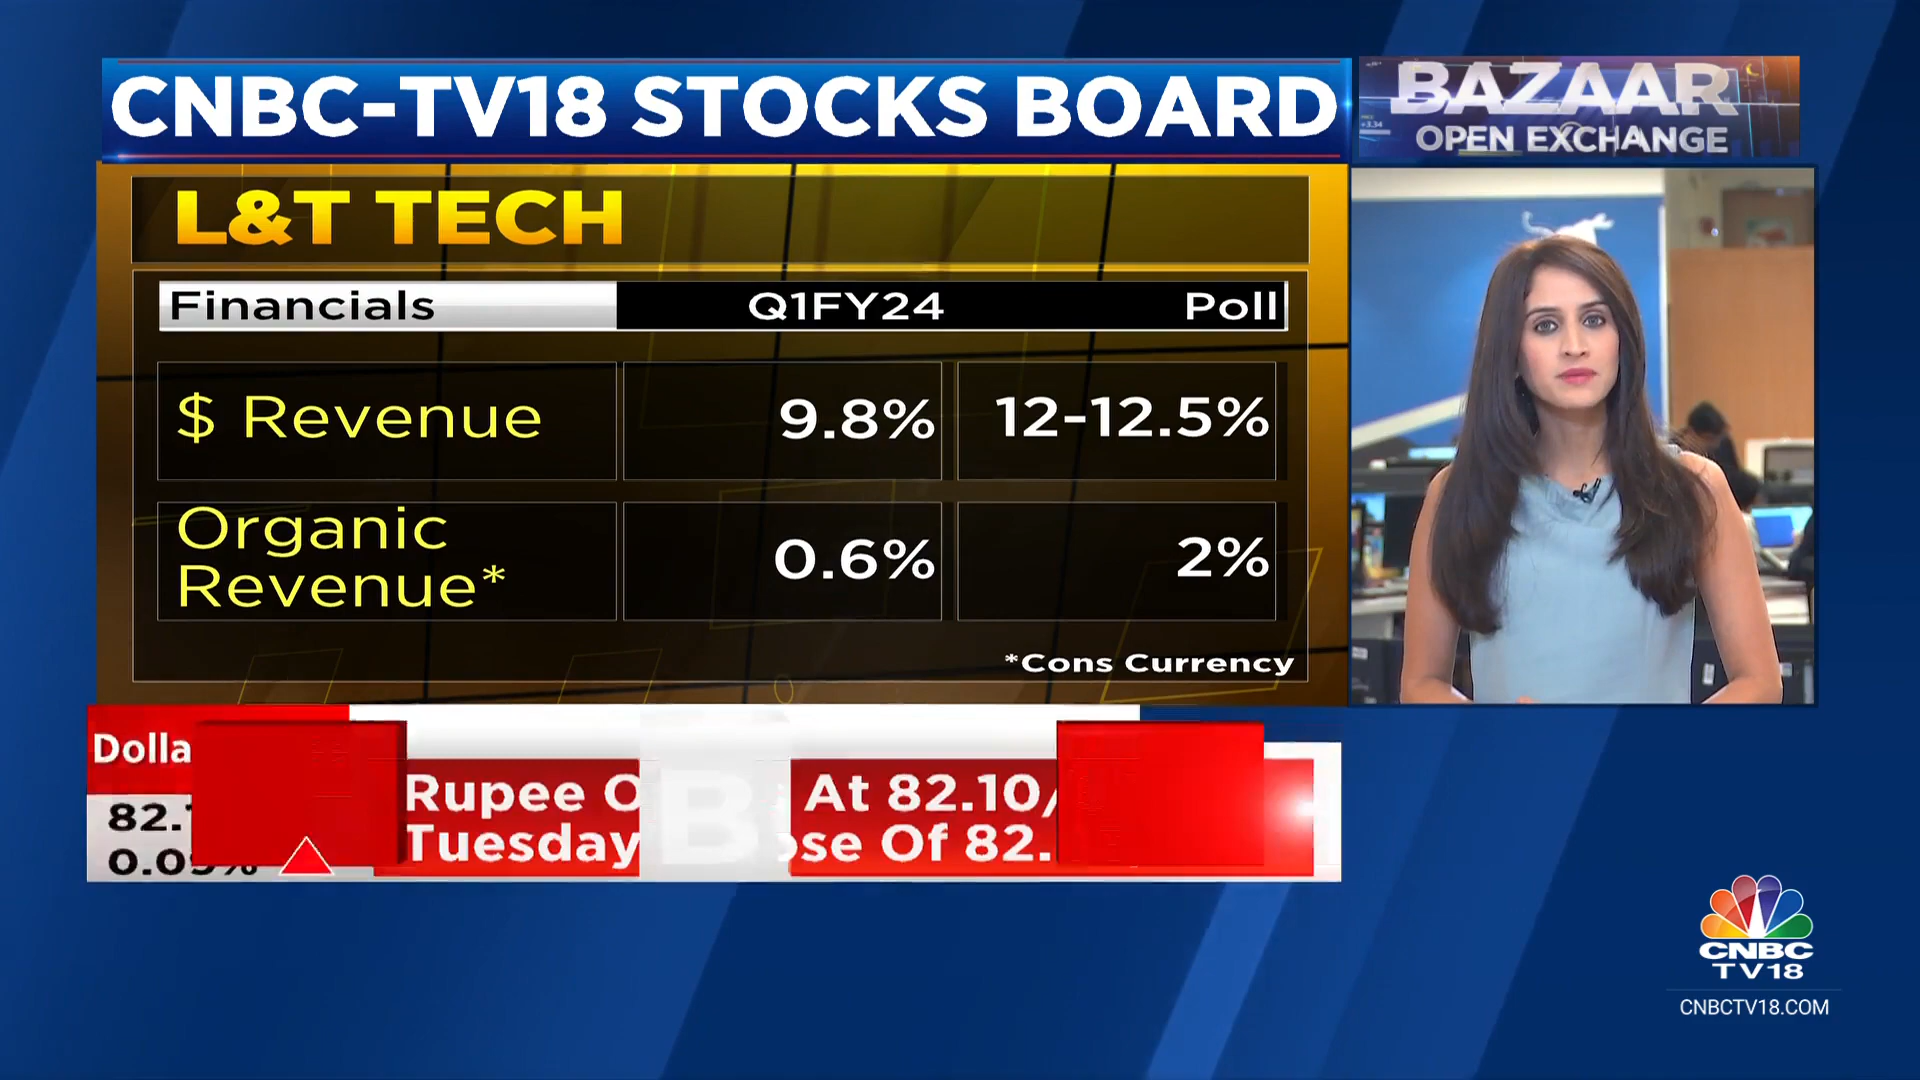 CNBC-TV18 STOCKS BOARD
BAZAAR
OPEN EXCHANGE
L&T TECH
Financials Q1FY24 Poll
$ Revenue 9.8% 12-12.5%
Organic
Revenue* 0.6% 2%
*Cons Currency
Rupee At 82.10/
Tuesday Of 82.
CNBC
TV18
CNBCTV18.COM